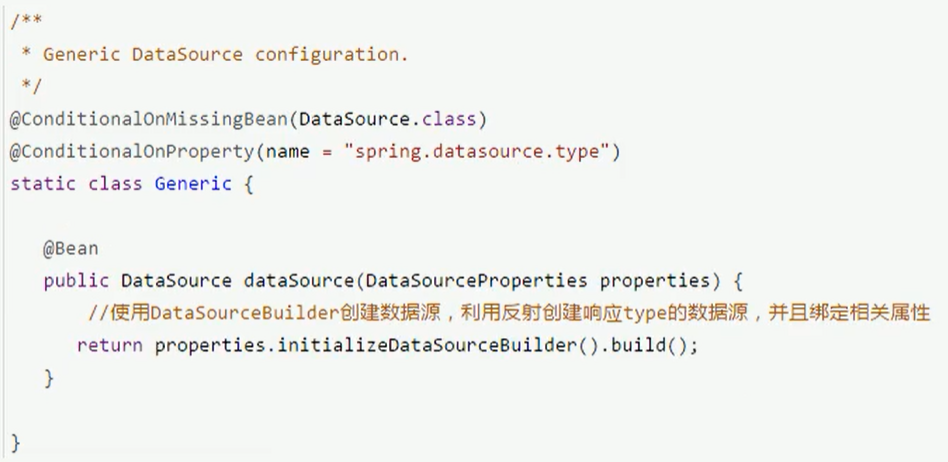 /**
 * Generic DataSource configuration.
 */
@ConditionalOnMissingBean(DataSource.class)
@ConditionalOnProperty(name = "spring.datasource.type")
static class Generic {
@Bean
public DataSource dataSource(DataSourceProperties properties) {
//使用DataSourceBuilder创建数据源，利用反射创建响应type的数据源，并且绑定相关属性
return properties.initializeDataSourceBuilder().build();
}
}